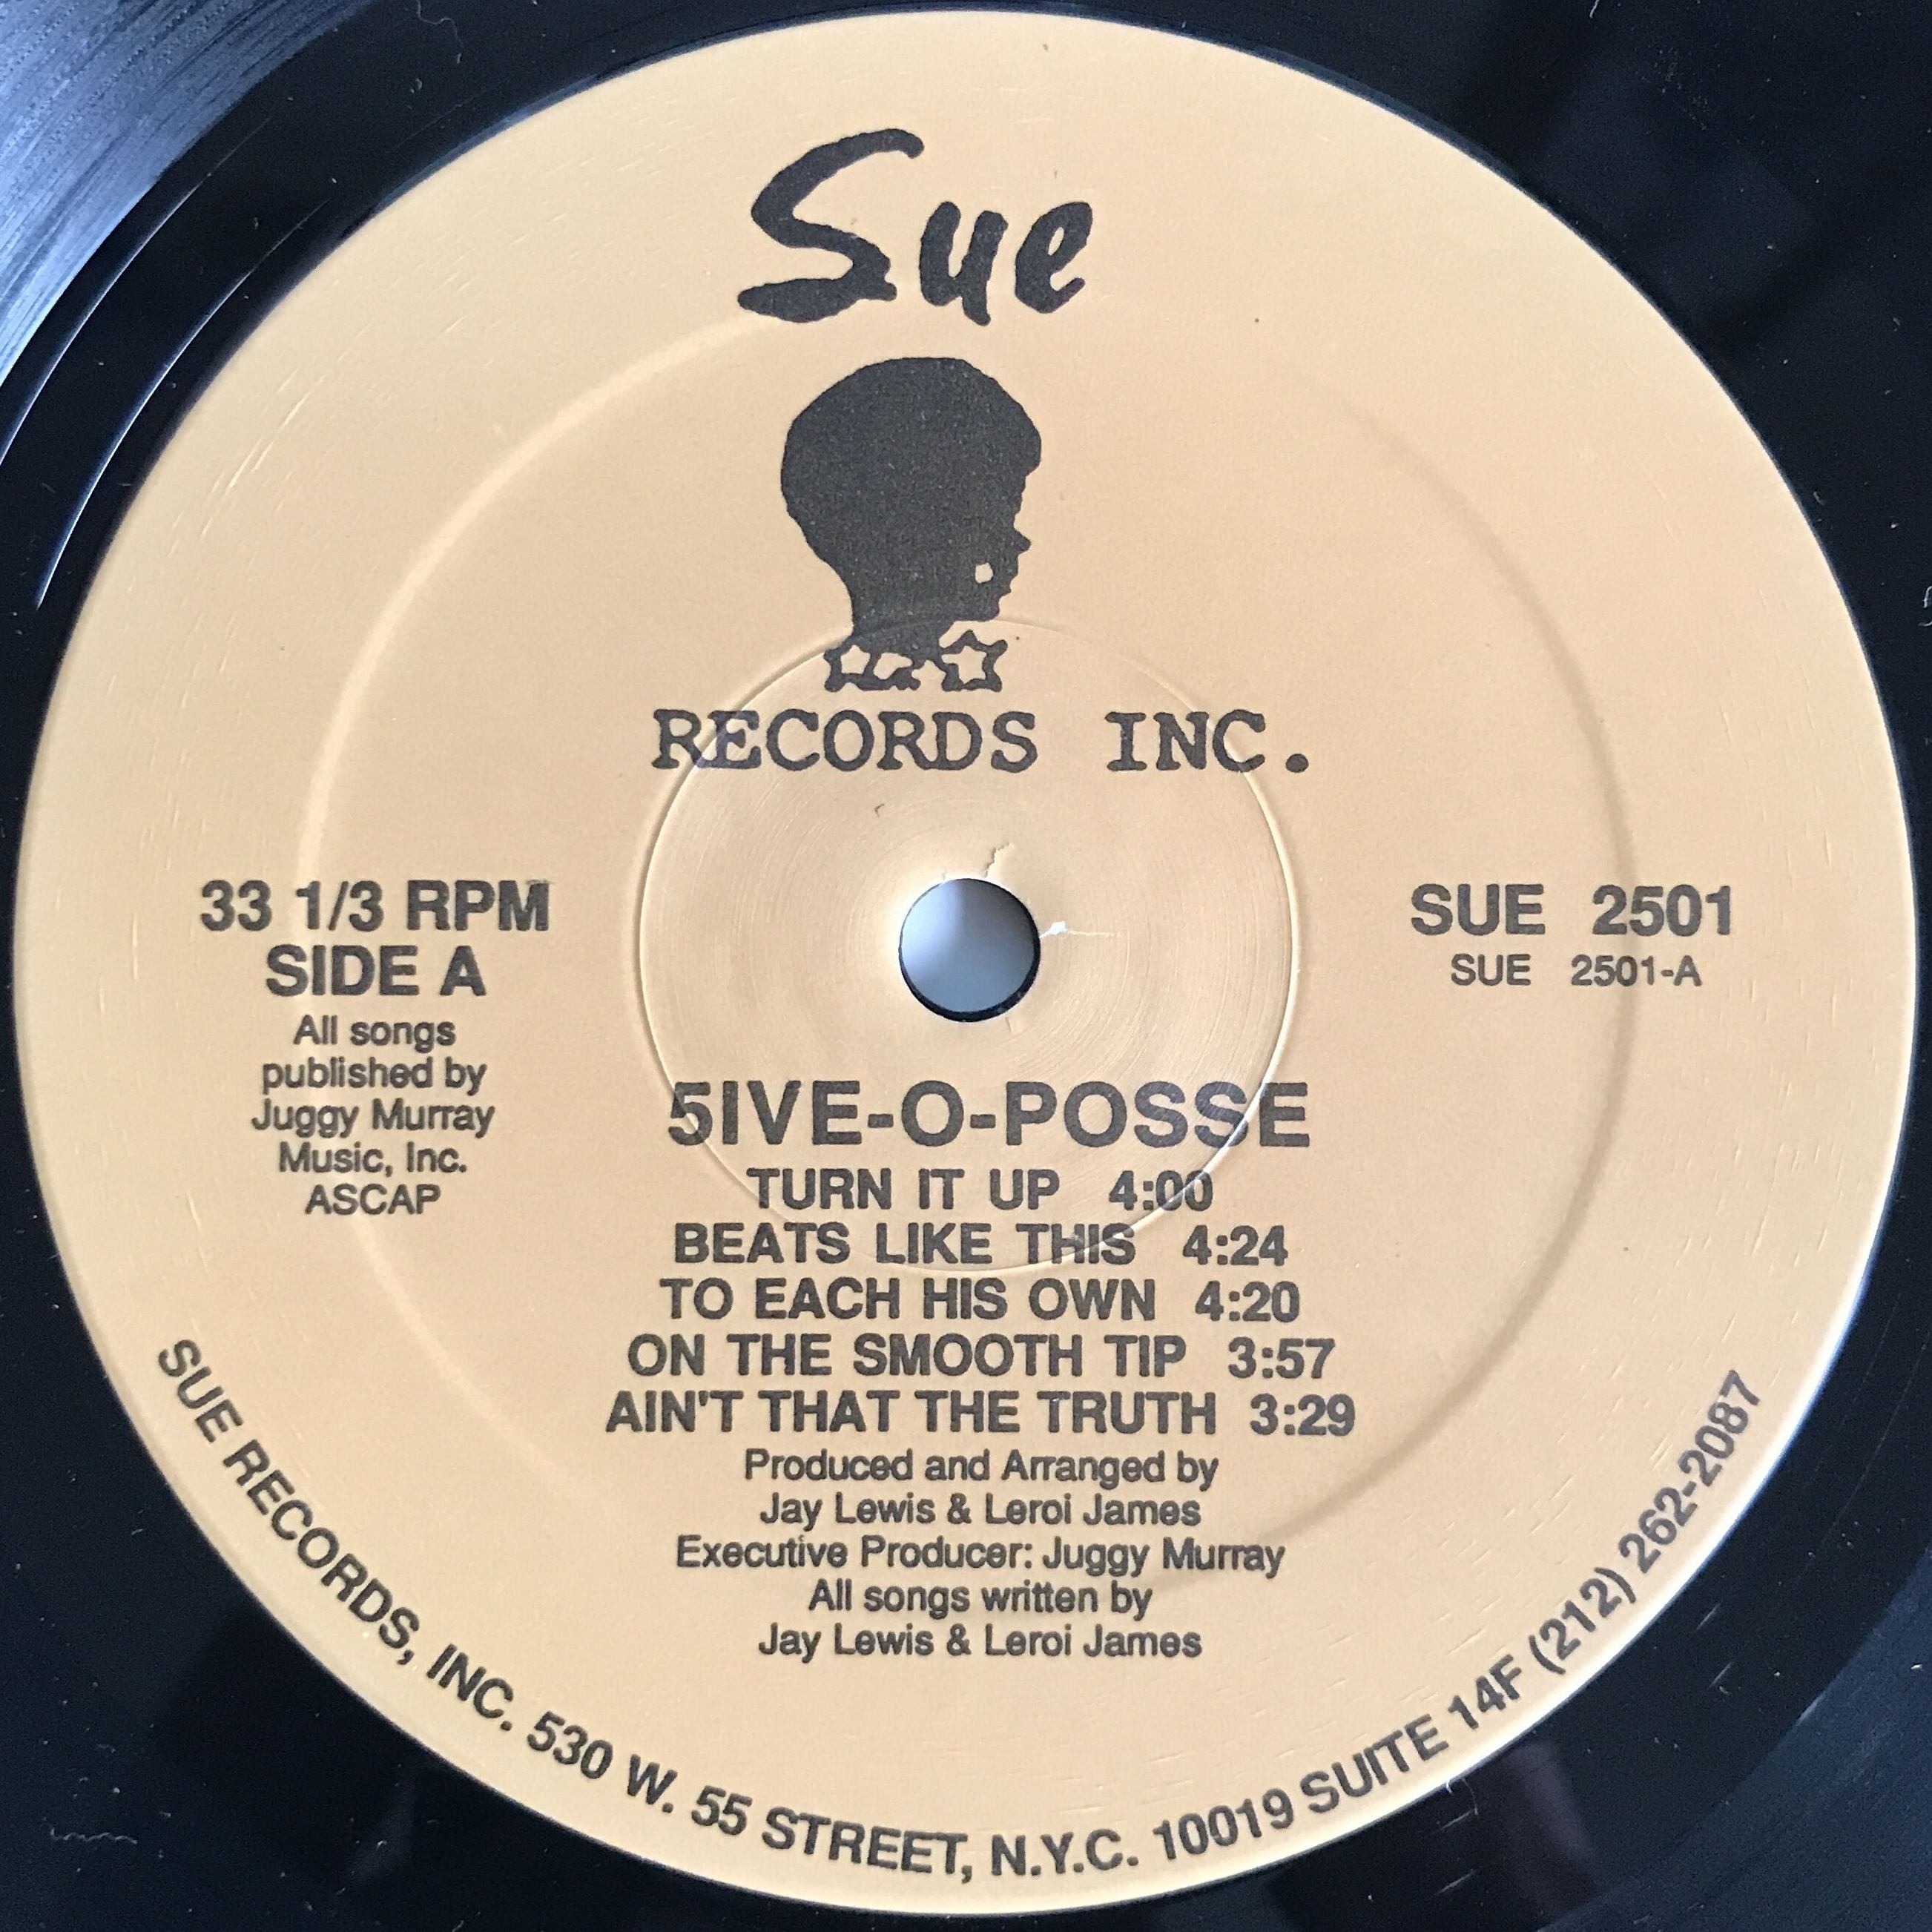 Sue
RECORDS INC.
33 1/3 RPM
SIDE A
All songs
published by
Juggy Murray
Music, Inc.
ASCAP
SUE 2501
SUE 2501-A
5IVE-O-POSSE
TURN IT UP 4:00
BEATS LIKE THIS 4:24
TO EACH HIS OWN 4:20
ON THE SMOOTH TIP 3:57
AIN'T THAT THE TRUTH 3:29
Produced and Arranged by
Jay Lewis & Leroi James
Executive Producer: Juggy Murray
All songs written by
Jay Lewis & Leroi James
SUE RECORDS, INC. 530 W. 55 STREET, N.Y.C. 10019 SUITE 14F (212) 262-2087